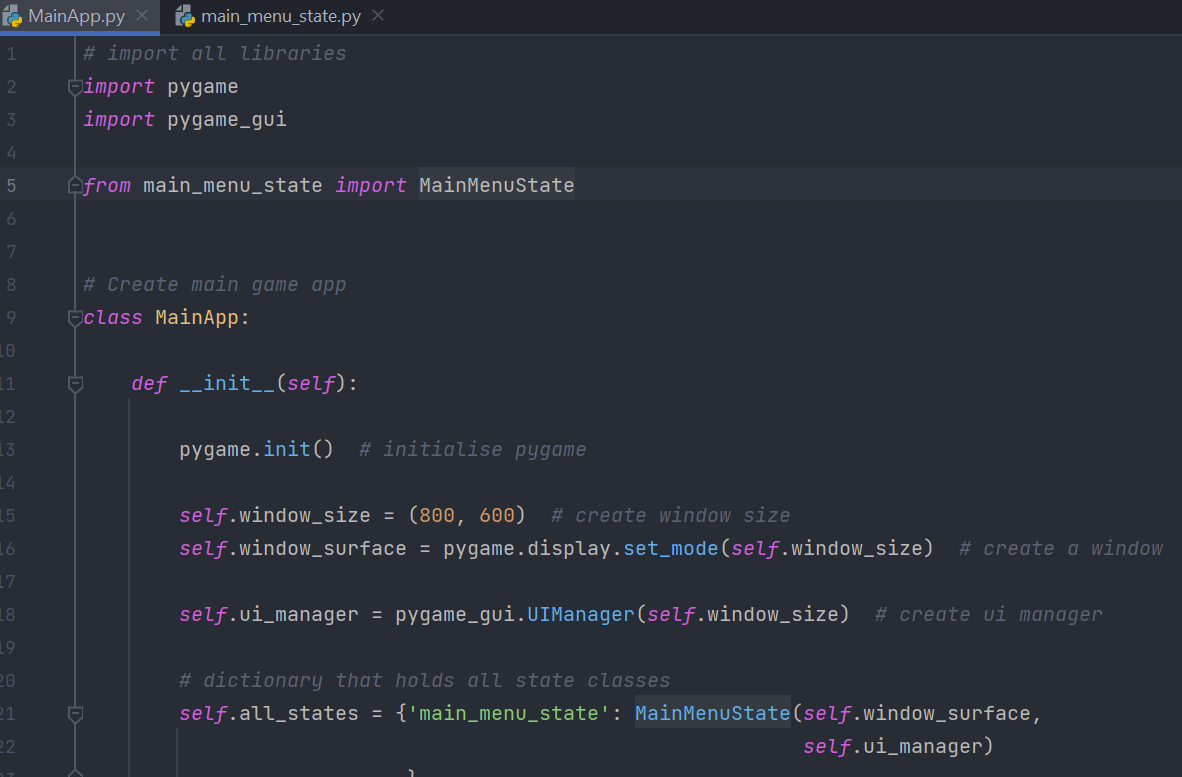 MainApp.py main_menu_state.py
1 # import all libraries
2 import pygame
3 import pygame_gui
4
5 from main_menu_state import MainMenuState
6
7
8 # Create main game app
9 class MainApp:
10
11 def __init__(self):
12
13 pygame.init()  # initialise pygame
14
15 self.window_size = (800, 600)  # create window size
16 self.window_surface = pygame.display.set_mode(self.window_size)  # create a window
17
18 self.ui_manager = pygame_gui.UIManager(self.window_size)  # create ui manager
19
20 # dictionary that holds all state classes
21 self.all_states = {'main_menu_state': MainMenuState(self.window_surface,
22 self.ui_manager)
23 }